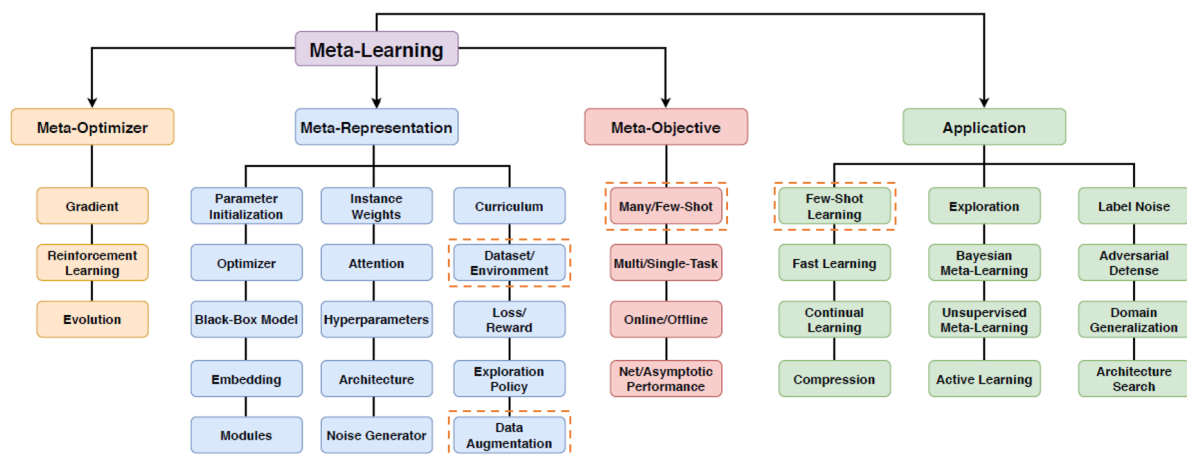 Meta-Learning
Meta-Optimizer
Meta-Representation
Meta-Objective
Application
Gradient
Reinforcement
Learning
Evolution
Parameter
Initialization
Optimizer
Black-Box Model
Embedding
Modules
Instance
Weights
Attention
Hyperparameters
Architecture
Noise Generator
Curriculum
Dataset/
Environment
Loss/
Reward
Exploration
Policy
Data
Augmentation
Many/Few-Shot
Multi/Single-Task
Online/Offline
Net/Asymptotic
Performance
Few-Shot
Learning
Fast Learning
Continual
Learning
Compression
Exploration
Bayesian
Meta-Learning
Unsupervised
Meta-Learning
Active Learning
Label Noise
Adversarial
Defense
Domain
Generalization
Architecture
Search